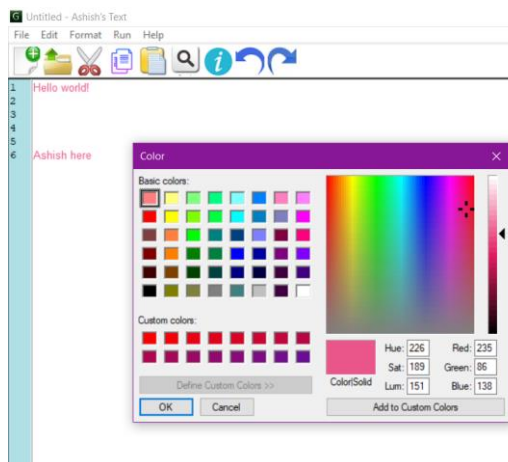 Untitled - Ashish's Text
File Edit Format Run Help
1 Hello world!
2
3
4
5
6 Ashish here
Color
Basic colors:
Custom colors:
Define Custom Colors >>
OK Cancel
Color|Solid
Hue: 226 Red: 235
Sat: 189 Green: 86
Lum: 151 Blue: 138
Add to Custom Colors